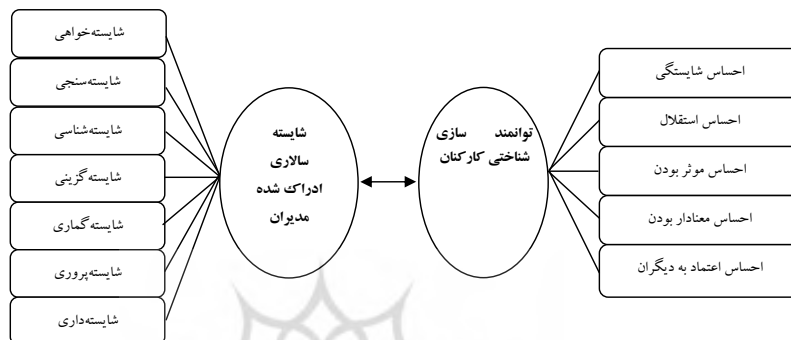 شایسته‌خواهی
شایسته‌سنجی
شایسته‌شناسی
شایسته‌گزینی
شایسته‌گماری
شایسته‌پروری
شایسته‌داری
شایسته
سالاری
ادراک شده
مدیران
توانمند سازی
شناختی کارکنان
احساس شایستگی
احساس استقلال
احساس موثر بودن
احساس معنادار بودن
احساس اعتماد به دیگران